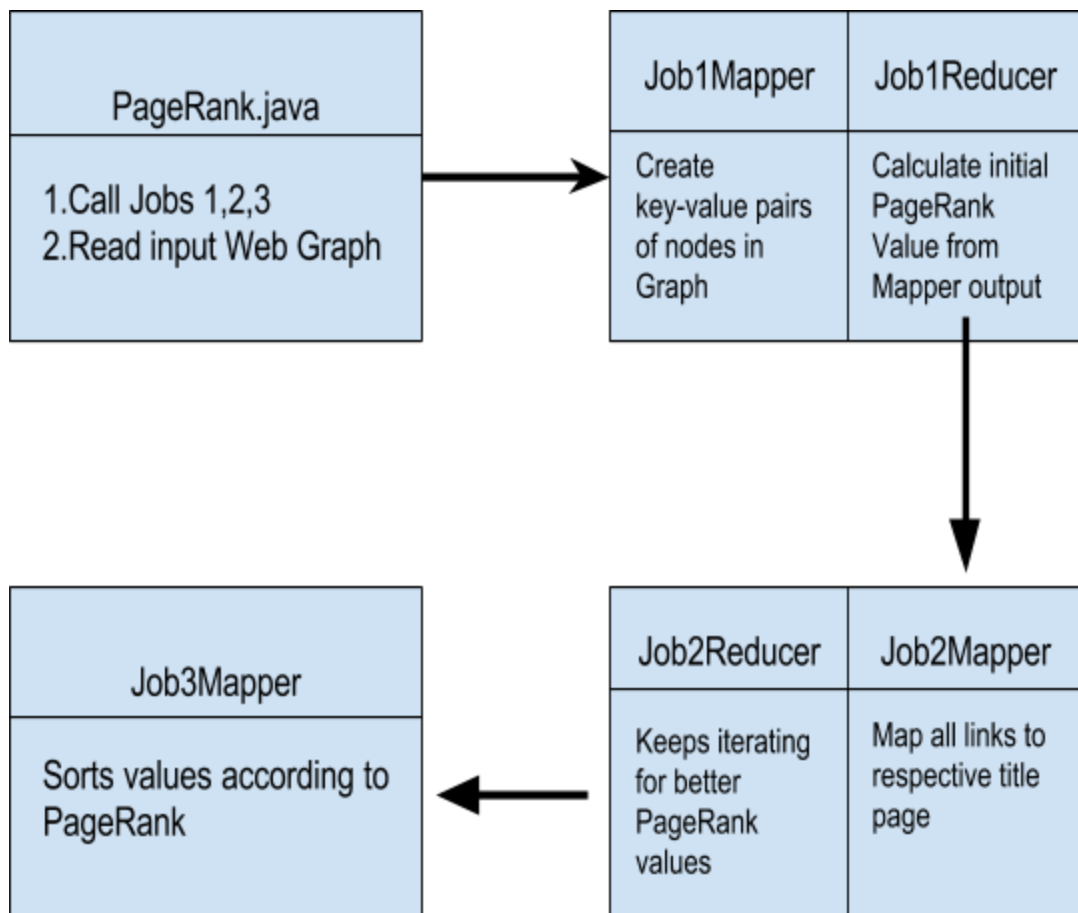 PageRank.java
1.Call Jobs 1,2,3
2.Read input Web Graph
Job1Mapper
Create
key-value pairs
of nodes in
Graph
Job1Reducer
Calculate initial
PageRank
Value from
Mapper output
Job2Mapper
Map all links to
respective title
page
Job2Reducer
Keeps iterating
for better
PageRank
values
Job3Mapper
Sorts values according to
PageRank